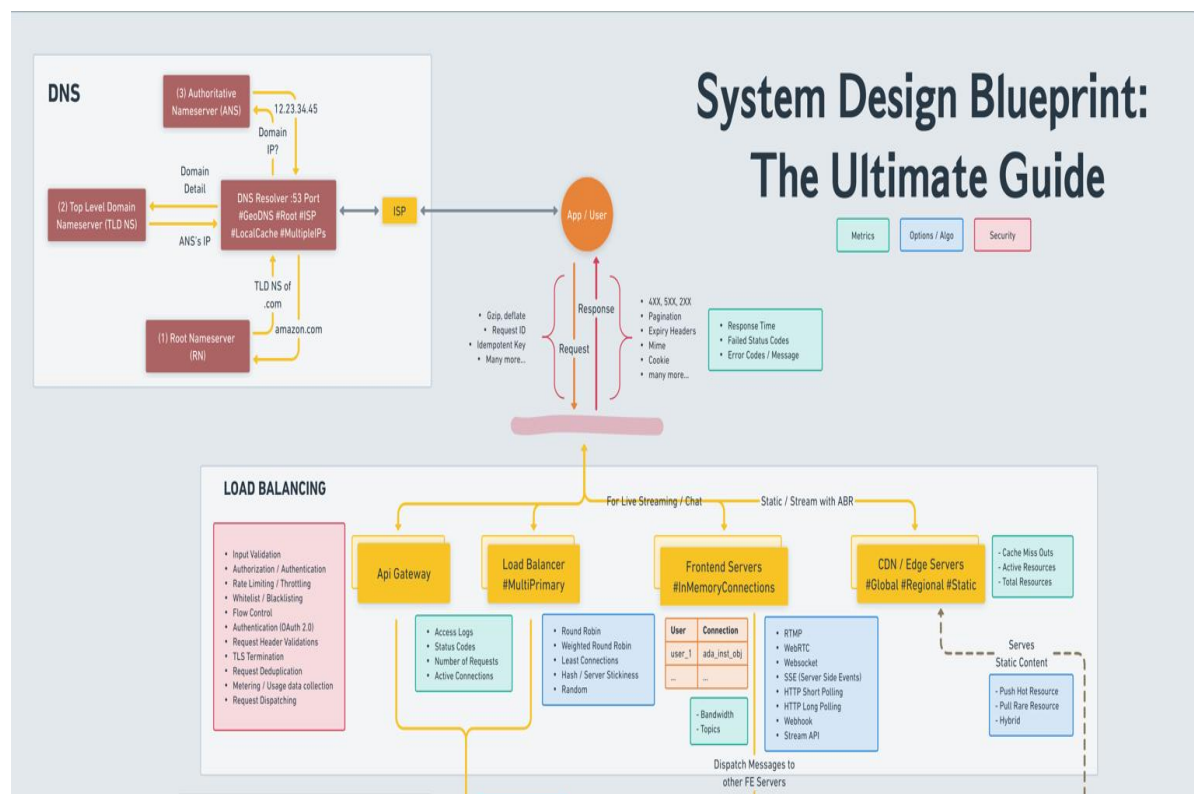 System Design Blueprint:
The Ultimate Guide
Metrics
Options / Algo
Security
DNS
(3) Authoritative
Nameserver (ANS)
12.23.34.45
Domain
IP?
Domain
Detail
(2) Top Level Domain
Nameserver (TLD NS)
ANS's IP
DNS Resolver :53 Port
#GeoDNS #Root #ISP
#LocalCache #MultipleIPs
ISP
App / User
TLD NS of
.com
amazon.com
(1) Root Nameserver
(RN)
• Gzip, deflate
• Request ID
• Idempotent Key
• Many more...
Request
Response
• 4XX, 5XX, 2XX
• Pagination
• Expiry Headers
• Mime
• Cookie
• many more...
• Response Time
• Failed Status Codes
• Error Codes / Message
LOAD BALANCING
For Live Streaming / Chat
Static / Stream with ABR
• Input Validation
• Authorization / Authentication
• Rate Limiting / Throttling
• Whitelist / Blacklisting
• Flow Control
• Authentication (OAuth 2.0)
• Request Header Validations
• TLS Termination
• Request Deduplication
• Metering / Usage data collection
• Request Dispatching
Api Gateway
Load Balancer
#MultiPrimary
• Access Logs
• Status Codes
• Number of Requests
• Active Connections
• Round Robin
• Weighted Round Robin
• Least Connections
• Hash / Server Stickiness
• Random
Frontend Servers
#InMemoryConnections
User Connection
user_1 ada_inst_obj
... ...
- Bandwidth
- Topics
• RTMP
• WebRTC
• Websocket
• SSE (Server Side Events)
• HTTP Short Polling
• HTTP Long Polling
• Webhook
• Stream API
Dispatch Messages to
other FE Servers
CDN / Edge Servers
#Global #Regional #Static
- Cache Miss Outs
- Active Resources
- Total Resources
Serves
Static Content
- Push Hot Resource
- Pull Rare Resource
- Hybrid